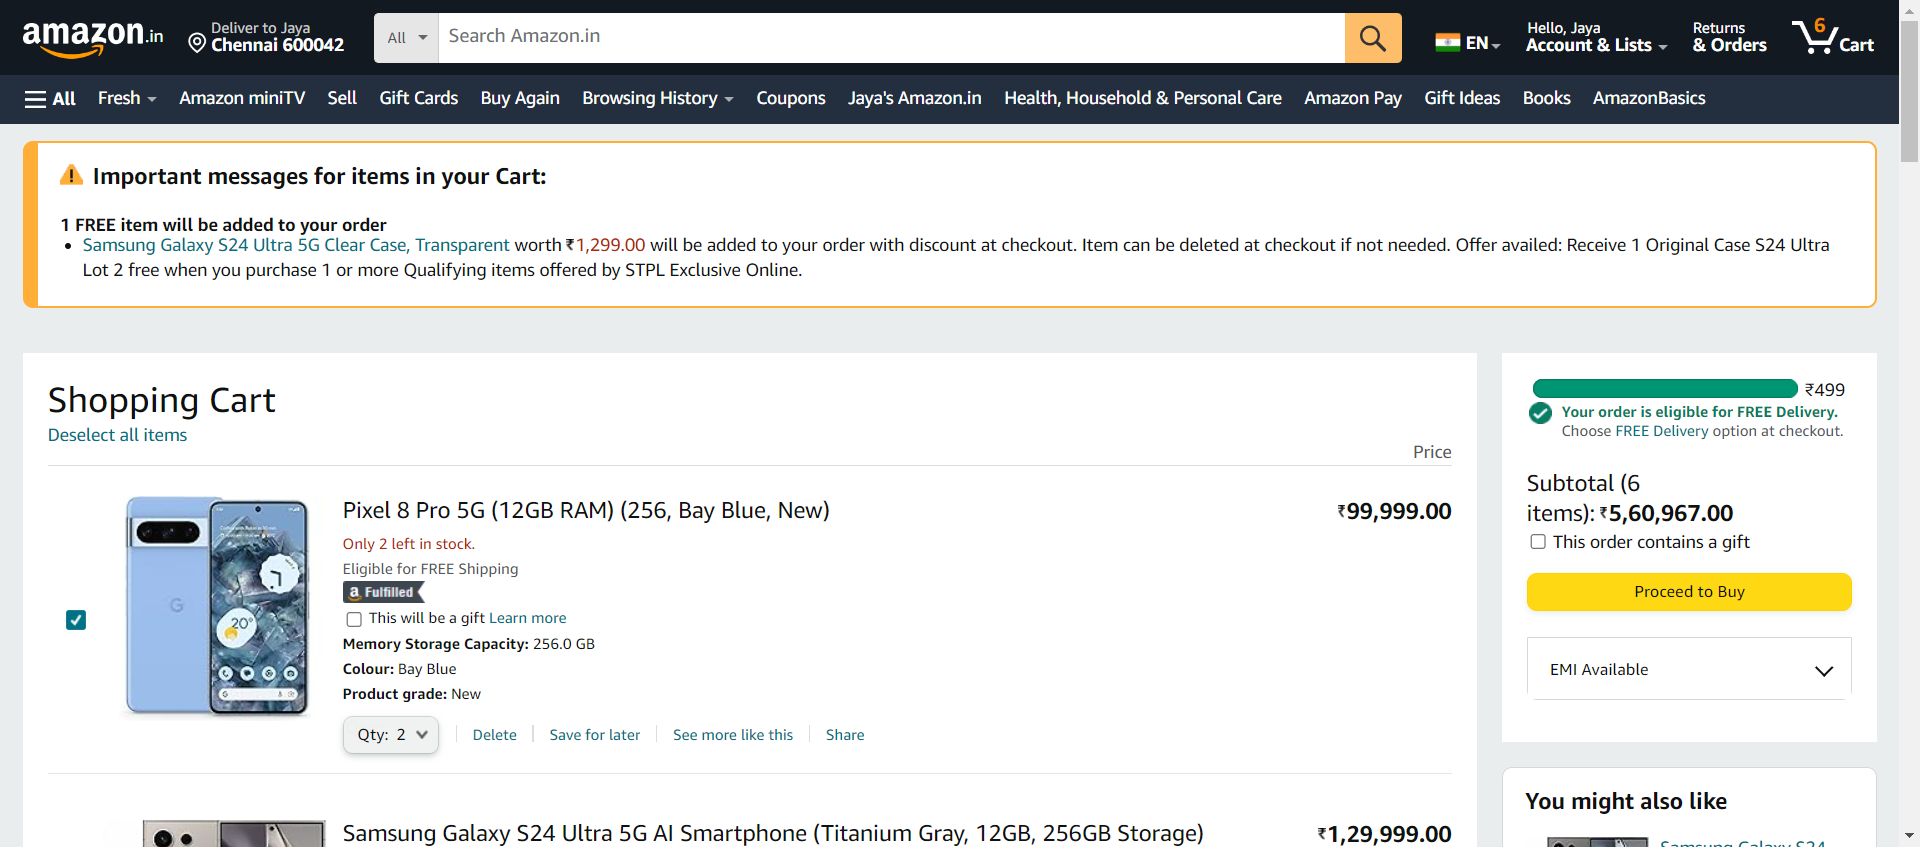 amazon.in
Deliver to Jaya
Chennai 600042
All
Search Amazon.in
EN
Hello, Jaya
Account & Lists
Returns
& Orders
6
Cart
All
Fresh
Amazon miniTV
Sell
Gift Cards
Buy Again
Browsing History
Coupons
Jaya's Amazon.in
Health, Household & Personal Care
Amazon Pay
Gift Ideas
Books
AmazonBasics
Important messages for items in your Cart:
1 FREE item will be added to your order
Samsung Galaxy S24 Ultra 5G Clear Case, Transparent worth ₹1,299.00 will be added to your order with discount at checkout. Item can be deleted at checkout if not needed. Offer availed: Receive 1 Original Case S24 Ultra
Lot 2 free when you purchase 1 or more Qualifying items offered by STPL Exclusive Online.
Shopping Cart
Deselect all items
Price
Pixel 8 Pro 5G (12GB RAM) (256, Bay Blue, New)
₹99,999.00
Only 2 left in stock.
Eligible for FREE Shipping
a Fulfilled
This will be a gift Learn more
Memory Storage Capacity: 256.0 GB
Colour: Bay Blue
Product grade: New
Qty: 2
Delete
Save for later
See more like this
Share
20°
Samsung Galaxy S24 Ultra 5G AI Smartphone (Titanium Gray, 12GB, 256GB Storage)
₹1,29,999.00
₹499
Your order is eligible for FREE Delivery.
Choose FREE Delivery option at checkout.
Subtotal (6
items): ₹5,60,967.00
This order contains a gift
Proceed to Buy
EMI Available
You might also like
Samsung Galaxy S24